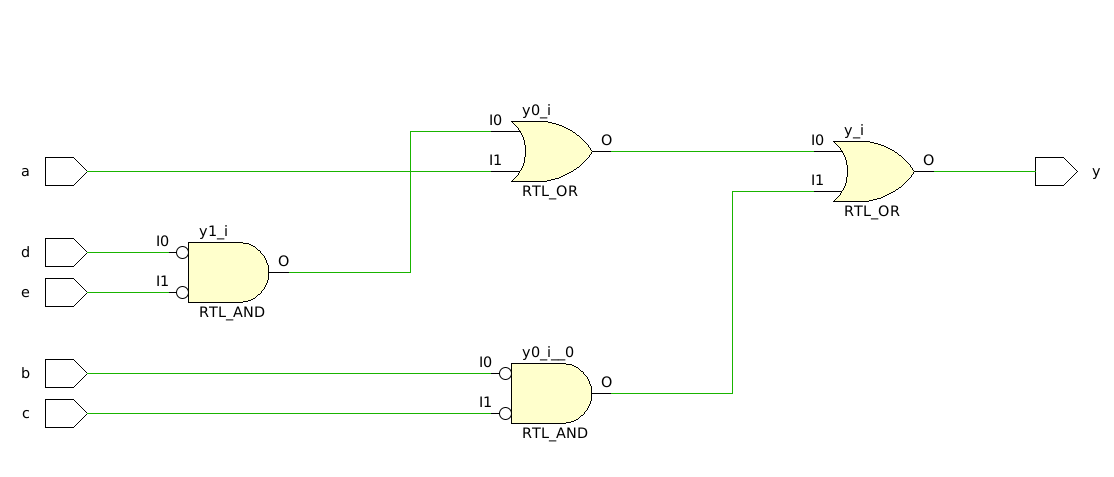 y0_i
I0
O
y_i
I0
O
I1
a
RTL_OR
I1
y
RTL_OR
y1_i
d
I0
O
e
I1
RTL_AND
y0_i__0
b
I0
O
c
I1
RTL_AND